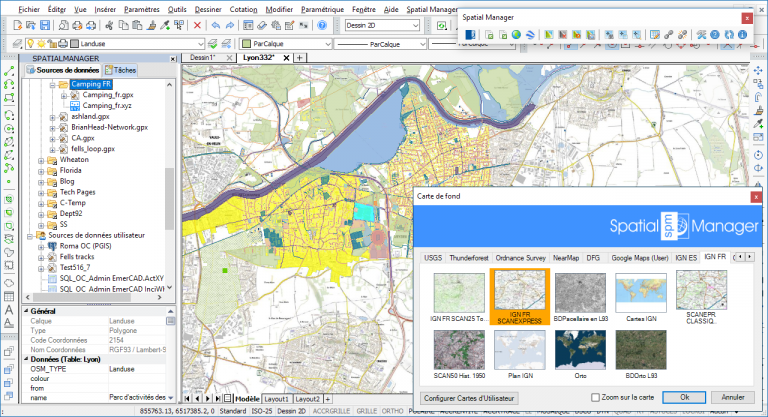 Fichier Éditr Vue Insérer Paramètres Outils Dessiner Cotation Modifier Paramétrique Fenêtre Aide Spatial Manager
Spatial Manager
Dessin 2D
Landuse
ParCalque
ParCalque
ParCalque
SPATIALMANAGER
Dessin1*
Lyon332*
Sources de données
Tâches
Camping FR
Camping_fr.gpx
Camping_fr.xyz
ashland.gpx
BrianHead-Network.gpx
CA.gpx
fells_loop.gpx
Wheaton
Florida
Blog
Tech Pages
C-Temp
Dept92
SS
Sources de données utilisateur
Roma OC (PGIS)
Fells tracks
Test516_7
SQL_OC_Admin EmerCAD ActXY
SQL_OC_Admin EmerCAD InciWi
Général
Calque Landuse
Type Polygone
Code Coordonnées 2154
Nom Coordonnées RGF93 / Lambert-9
Données (Table: Lyon)
OSM_TYPE Landuse
colour
from
name Parc d'activités des v
Carte de fond
Spatial spm Manager
USGS Thunderforest Ordnance Survey NearMap DFG Google Maps (User) IGN ES IGN FR
IGN FR SCAN25 To...
IGN FR SCANEXPRESS
BDParcellaire en L93
Cartes IGN
SCANEPR CLASSIQ...
SCAN50 Hist. 1950
Plan IGN
Orto
BDOrto L93
Configurer Cartes d'Utilisateur
Zoom sur la carte
Ok
Annuler
Modèle Layout1 Layout2
855763.13, 6517385.2, 0 Standard ISO-25 Dessin 2D ACCRGRILLE GRILLE ORTHO